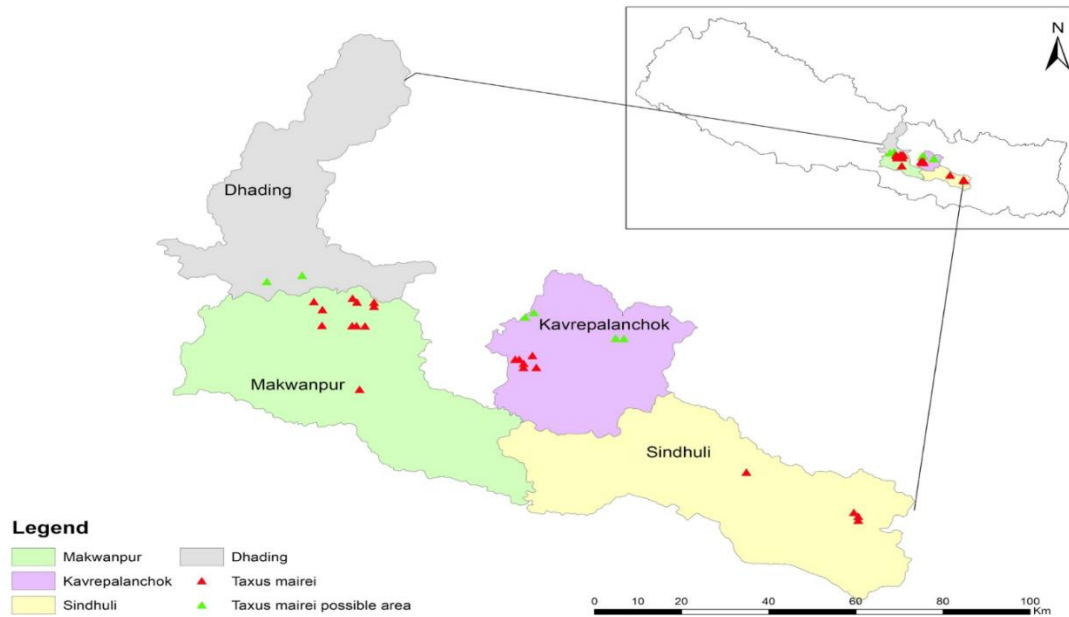 N
Dhading
Kavrepalanchok
Makwanpur
Sindhuli
Legend
Makwanpur
Dhading
Kavrepalanchok
Taxus mairei
Sindhuli
Taxus mairei possible area
0 10 20 40 60 80 100
Km